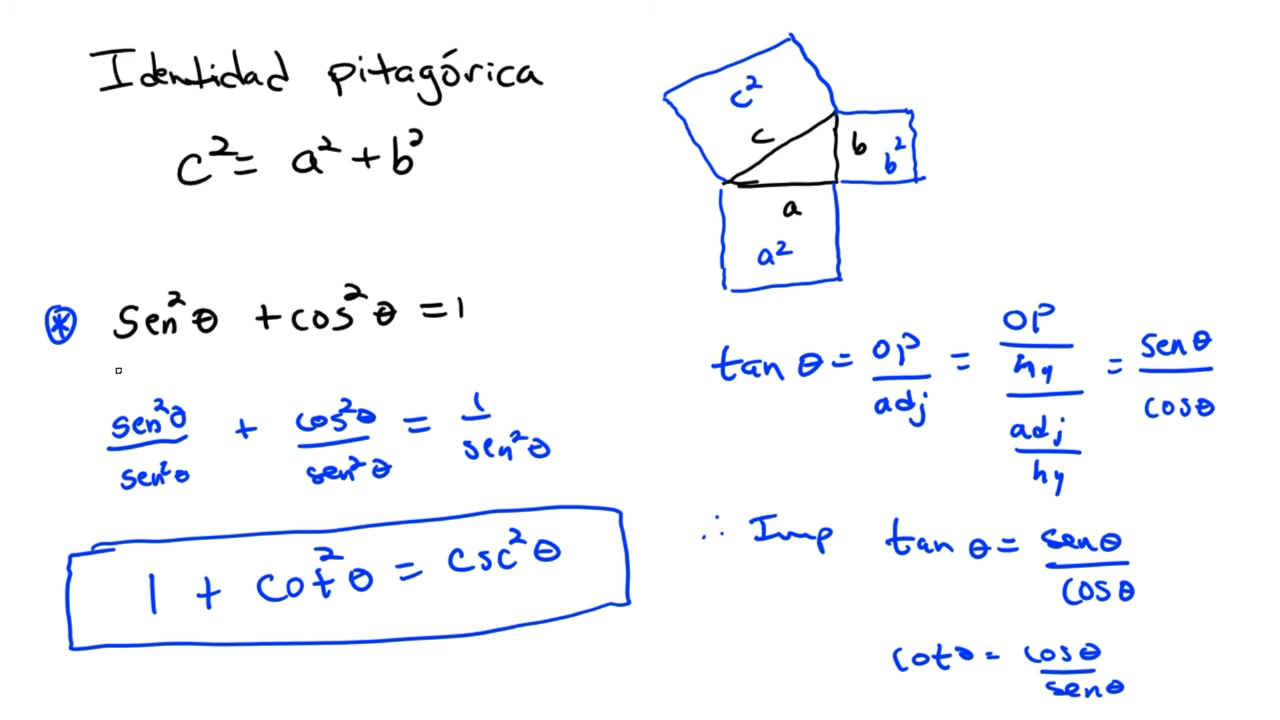 Identidad pitagórica
c² = a² + b²
c²
c
b
b²
a
a²
⊛ Sen²θ + cos²θ = 1
sen²θ/sen²θ + cos²θ/sen²θ = 1/sen²θ
1 + cot²θ = csc²θ
tan θ = OP/adj = (OP/hy)/(adj/hy) = senθ/cosθ
∴ Imp tan θ = senθ/cosθ
cotθ = cosθ/senθ